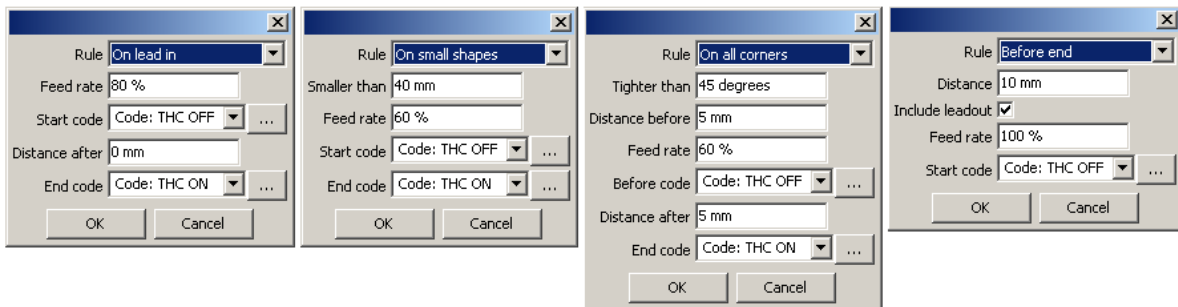 Rule On lead in
Feed rate 80 %
Start code Code: THC OFF ...
Distance after 0 mm
End code Code: THC ON ...
OK Cancel
Rule On small shapes
Smaller than 40 mm
Feed rate 60 %
Start code Code: THC OFF ...
End code Code: THC ON ...
OK Cancel
Rule On all corners
Tighter than 45 degrees
Distance before 5 mm
Feed rate 60 %
Before code Code: THC OFF ...
Distance after 5 mm
End code Code: THC ON ...
OK Cancel
Rule Before end
Distance 10 mm
Include leadout
Feed rate 100 %
Start code Code: THC OFF ...
OK Cancel